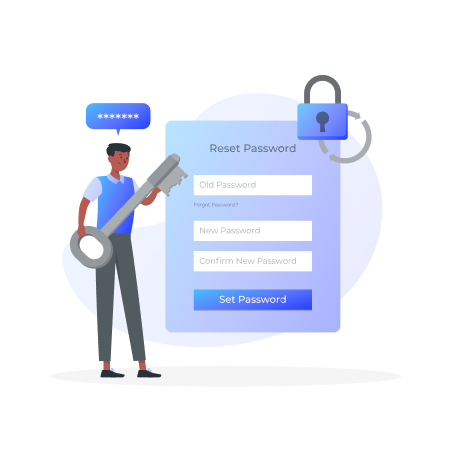 *******
Reset Password
Old Password
Forgot Password?
New Password
Confirm New Password
Set Password